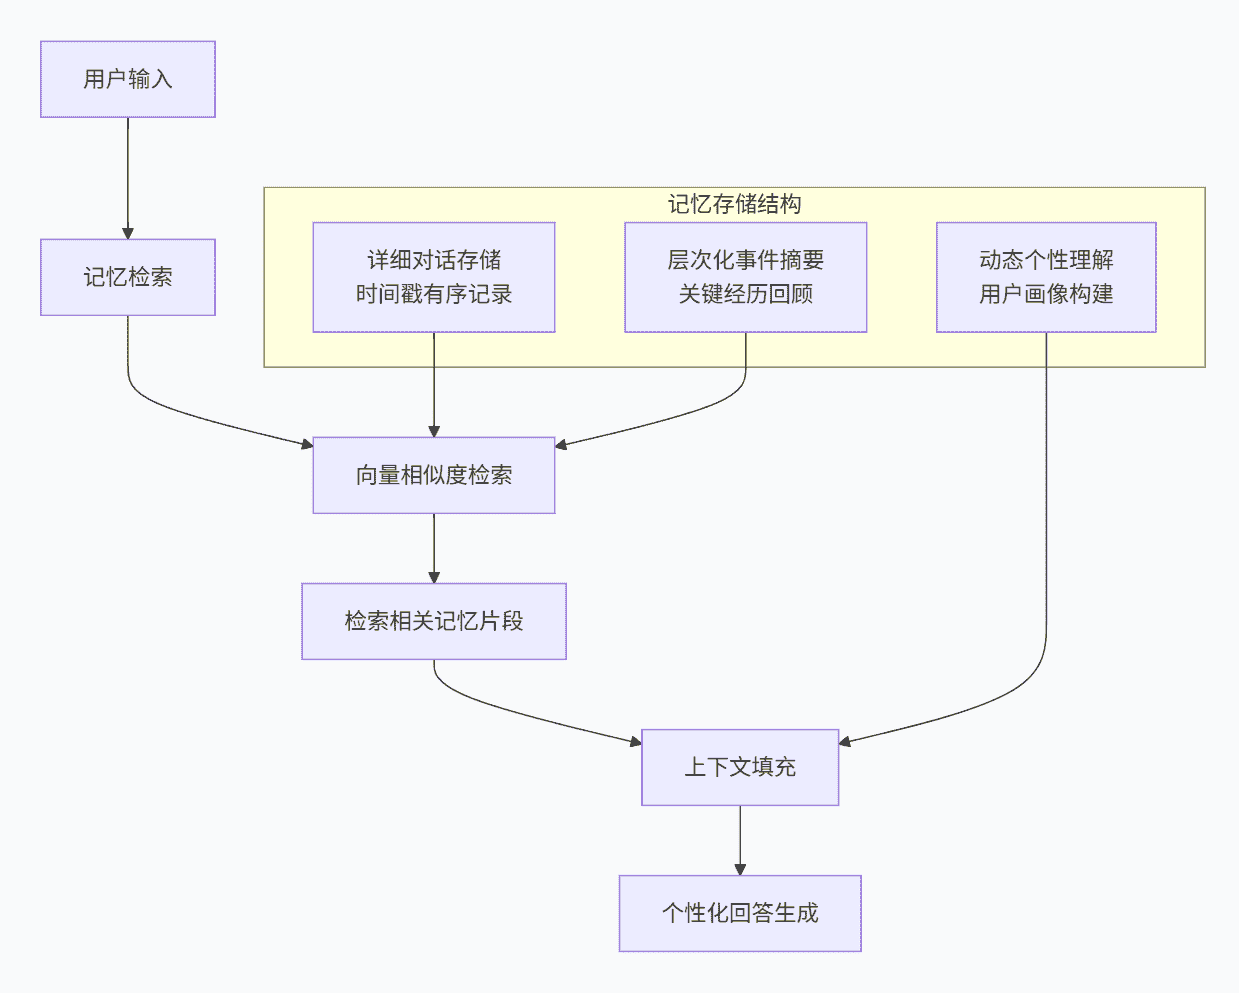 用户输入
记忆存储结构
记忆检索
详细对话存储
时间戳有序记录
层次化事件摘要
关键经历回顾
动态个性理解
用户画像构建
向量相似度检索
检索相关记忆片段
上下文填充
个性化回答生成